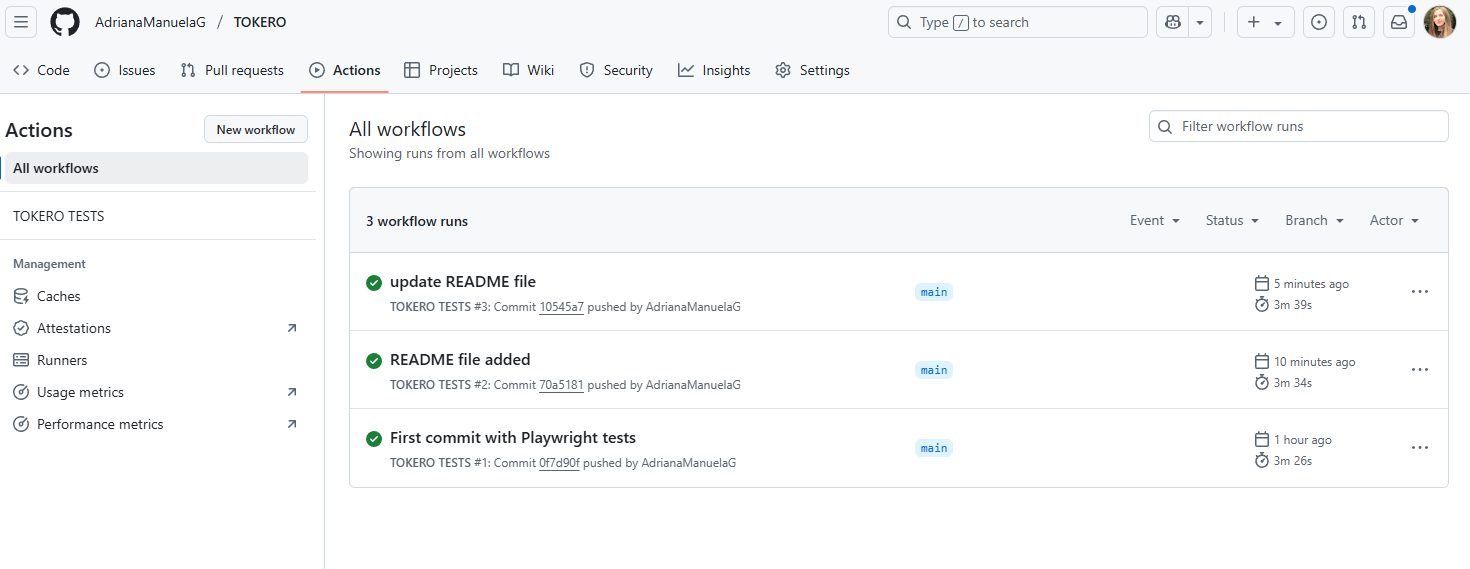 AdrianaManuelaG / TOKERO
Type / to search
Code Issues Pull requests Actions Projects Wiki Security Insights Settings
Actions
New workflow
All workflows
TOKERO TESTS
Management
Caches
Attestations
Runners
Usage metrics
Performance metrics
All workflows
Showing runs from all workflows
Filter workflow runs
3 workflow runs
Event Status Branch Actor
update README file
TOKERO TESTS #3: Commit 10545a7 pushed by AdrianaManuelaG
main
5 minutes ago
3m 39s
README file added
TOKERO TESTS #2: Commit 70a5181 pushed by AdrianaManuelaG
main
10 minutes ago
3m 34s
First commit with Playwright tests
TOKERO TESTS #1: Commit 0f7d90f pushed by AdrianaManuelaG
main
1 hour ago
3m 26s